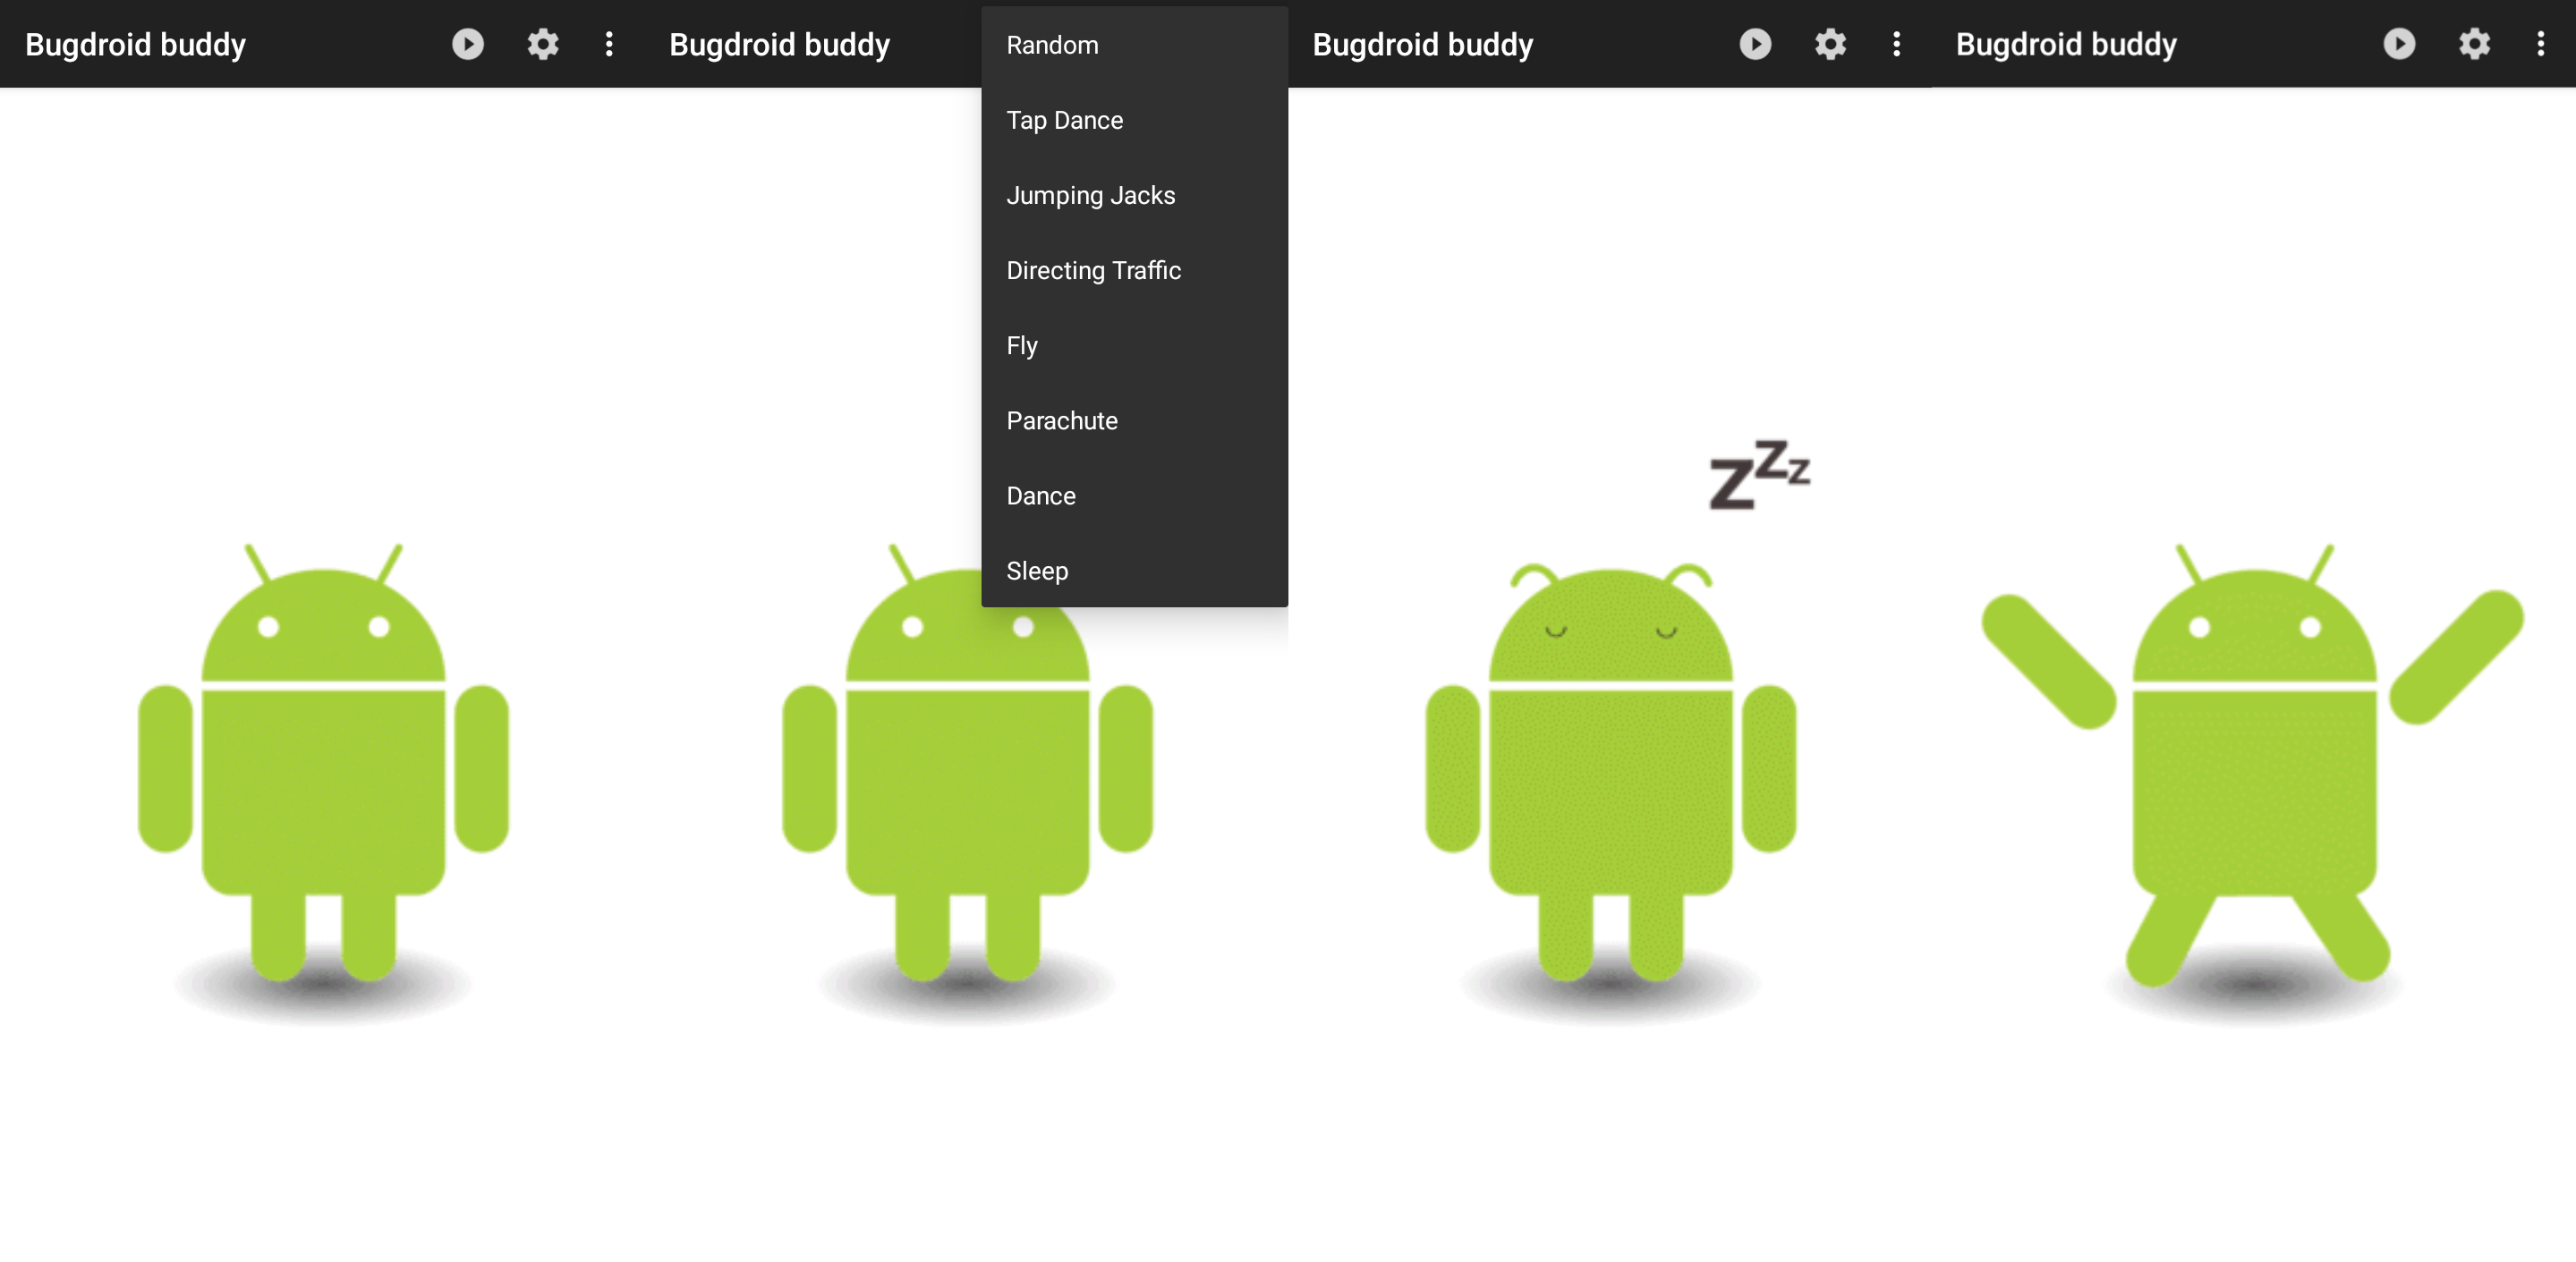 Bugdroid buddy
Bugdroid buddy
Random
Tap Dance
Jumping Jacks
Directing Traffic
Fly
Parachute
Dance
Sleep
Bugdroid buddy
zzz
Bugdroid buddy